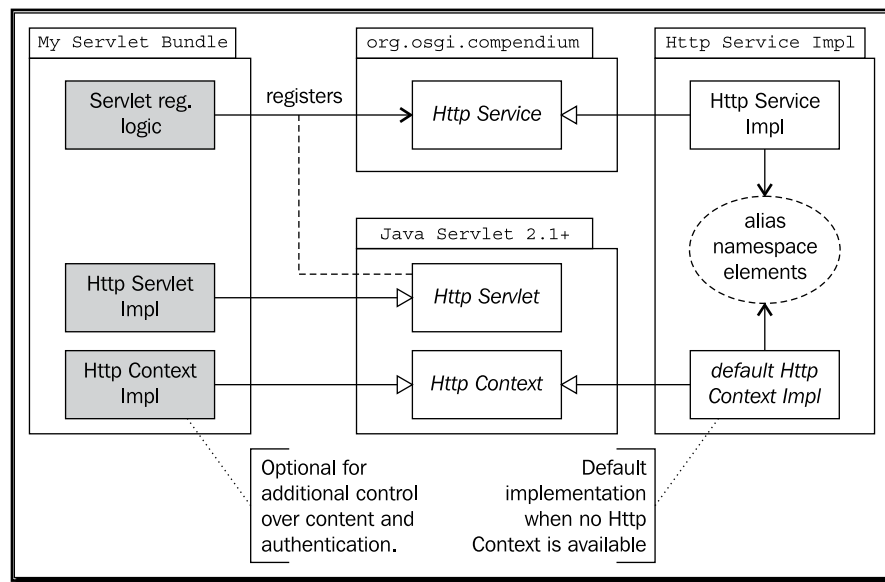 My Servlet Bundle
org.osgi.compendium
Http Service Impl
Servlet reg.
logic
registers
Http Service
Http Service
Impl
alias
namespace
elements
Java Servlet 2.1+
Http Servlet
Impl
Http Servlet
Http Context
Impl
Http Context
default Http
Context Impl
Optional for
additional control
over content and
authentication.
Default
implementation
when no Http
Context is available